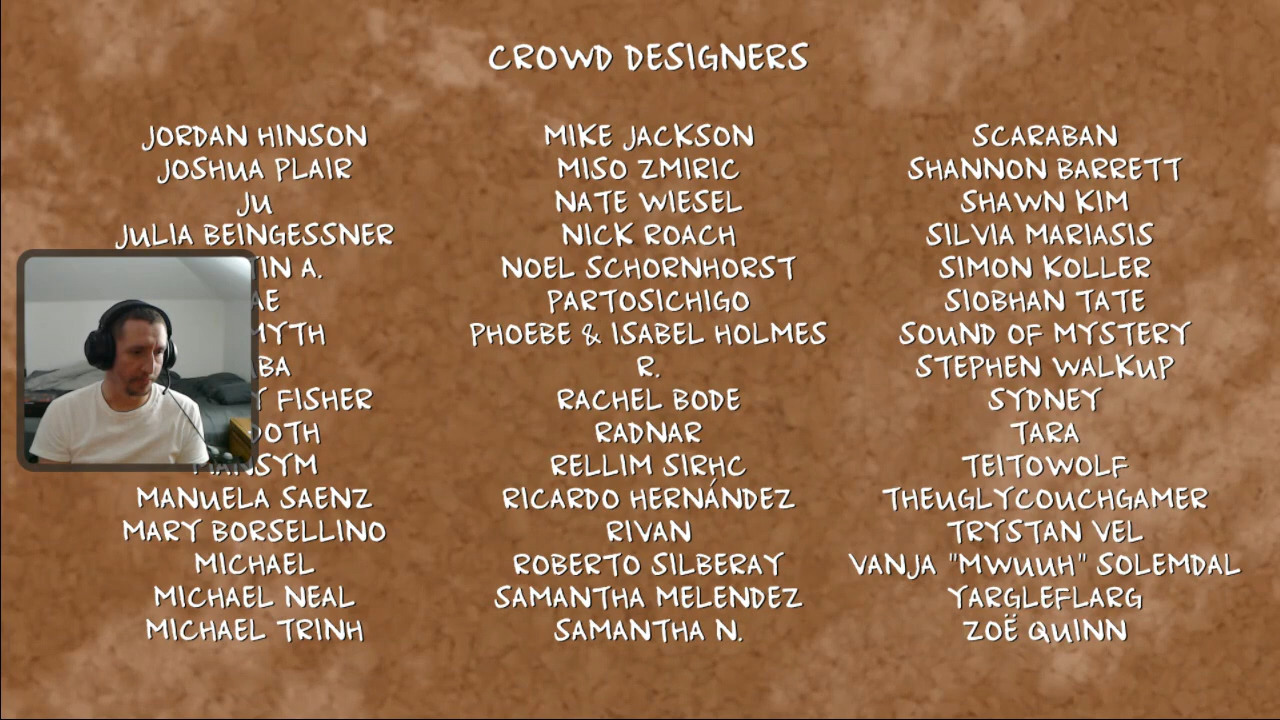 CROWD DESIGNERS
JORDAN HINSON
JOSHUA PLAIR
JU
JULIA BEINGESSNER
A.
FISHER
MANUELA SAENZ
MARY BORSELLINO
MICHAEL
MICHAEL NEAL
MICHAEL TRINH
MIKE JACKSON
MISO ZMIRIC
NATE WIESEL
NICK ROACH
NOEL SCHORNHORST
PARTOSICHIGO
PHOEBE & ISABEL HOLMES
R.
RACHEL BODE
RADNAR
RELLIM SIRHC
RICARDO HERNÁNDEZ
RIVAN
ROBERTO SILBERAY
SAMANTHA MELENDEZ
SAMANTHA N.
SCARABAN
SHANNON BARRETT
SHAWN KIM
SILVIA MARIASIS
SIMON KOLLER
SIOBHAN TATE
SOUND OF MYSTERY
STEPHEN WALKUP
SYDNEY
TARA
TEITOWOLF
THEUGLYCOUCHGAMER
TRYSTAN VEL
VANJA "MWUUH" SOLEMDAL
YARGLEFLARG
ZOË QUINN